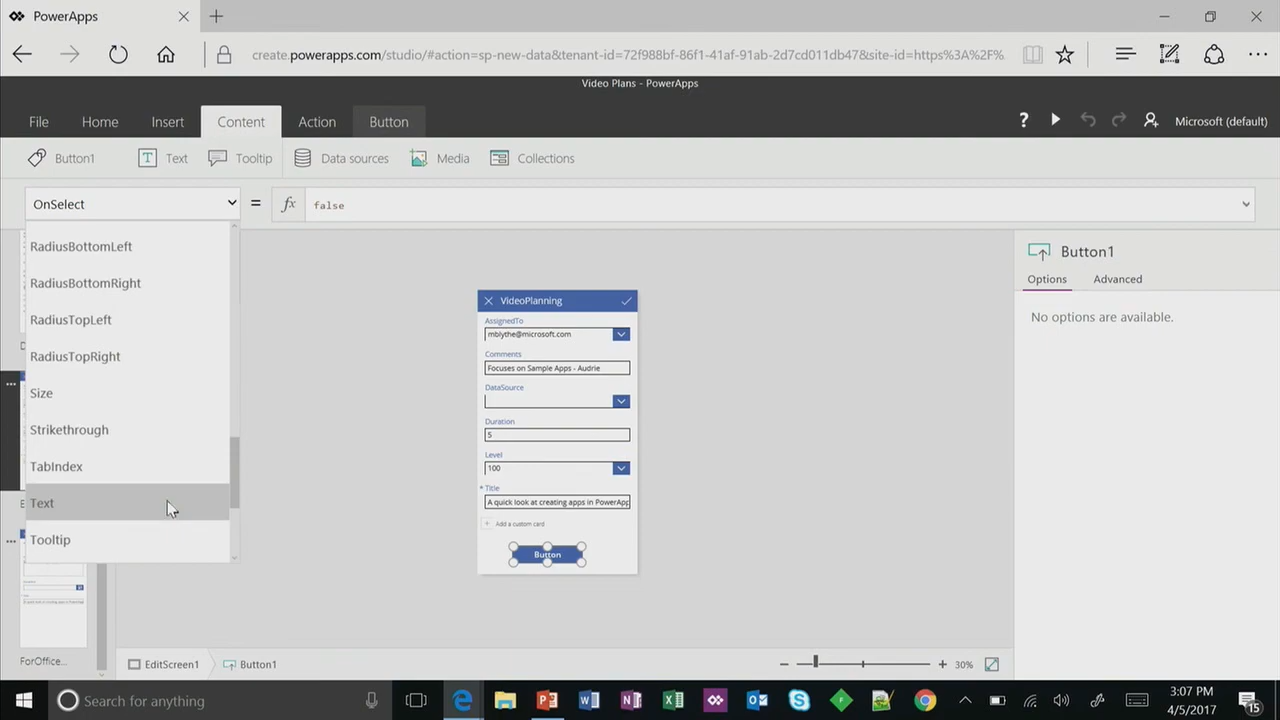 PowerApps
create.powerapps.com/studio/#action=sp-new-data&tenant-id=72f988bf-86f1-41af-91ab-2d7cd011db47&site-id=https%3A%2F%
Video Plans - PowerApps
File Home Insert Content Action Button
? Microsoft (default)
Button1 Text Tooltip Data sources Media Collections
OnSelect = fx false
RadiusBottomLeft
RadiusBottomRight
RadiusTopLeft
RadiusTopRight
Size
Strikethrough
TabIndex
Text
Tooltip
ForOffice...
VideoPlanning
AssignedTo
mblythe@microsoft.com
Comments
Focuses on Sample Apps - Audrie
DataSource
Duration
5
Level
100
* Title
A quick look at creating apps in PowerApp
+ Add a custom card
Button
Button1
Options Advanced
No options are available.
EditScreen1 Button1
30%
Search for anything
3:07 PM
4/5/2017
15